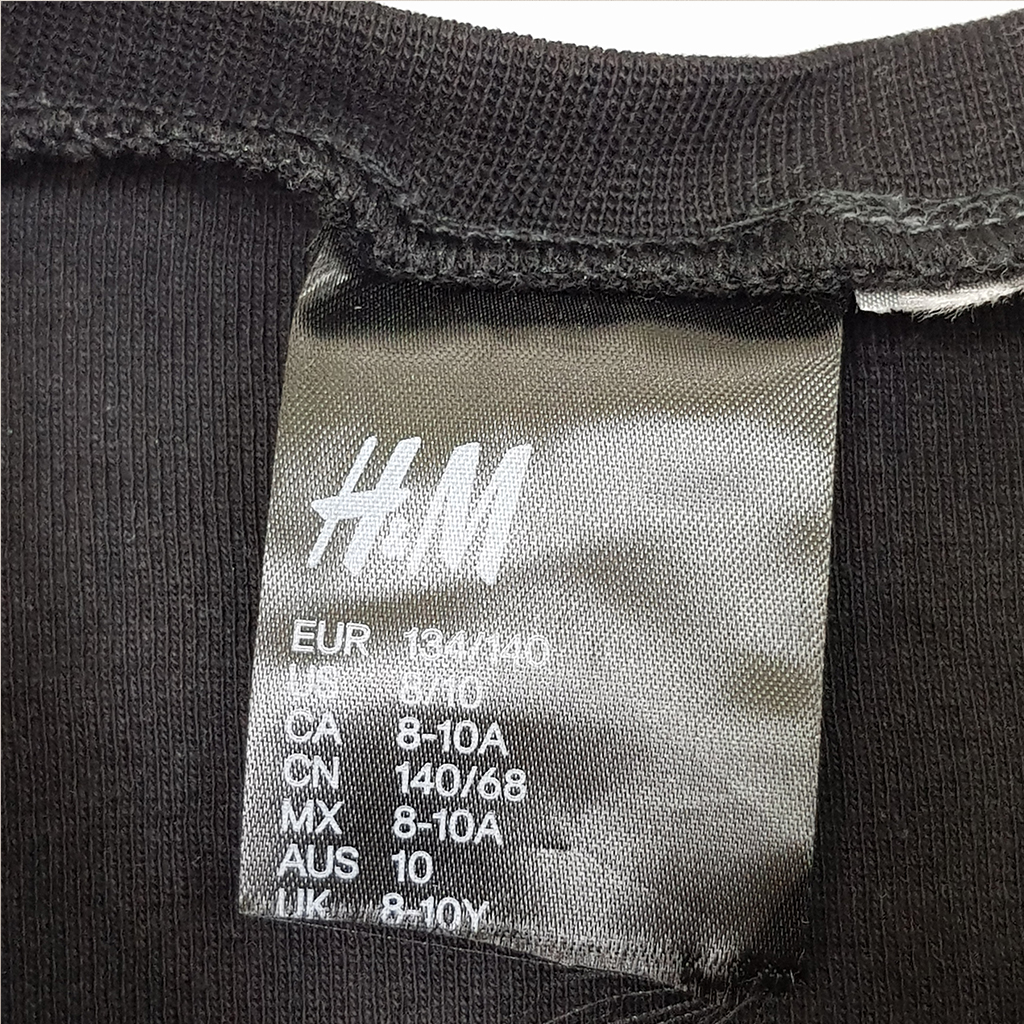 H&M
EUR 134/140
US 8/10
CA 8-10A
CN 140/68
MX 8-10A
AUS 10
UK 8-10Y